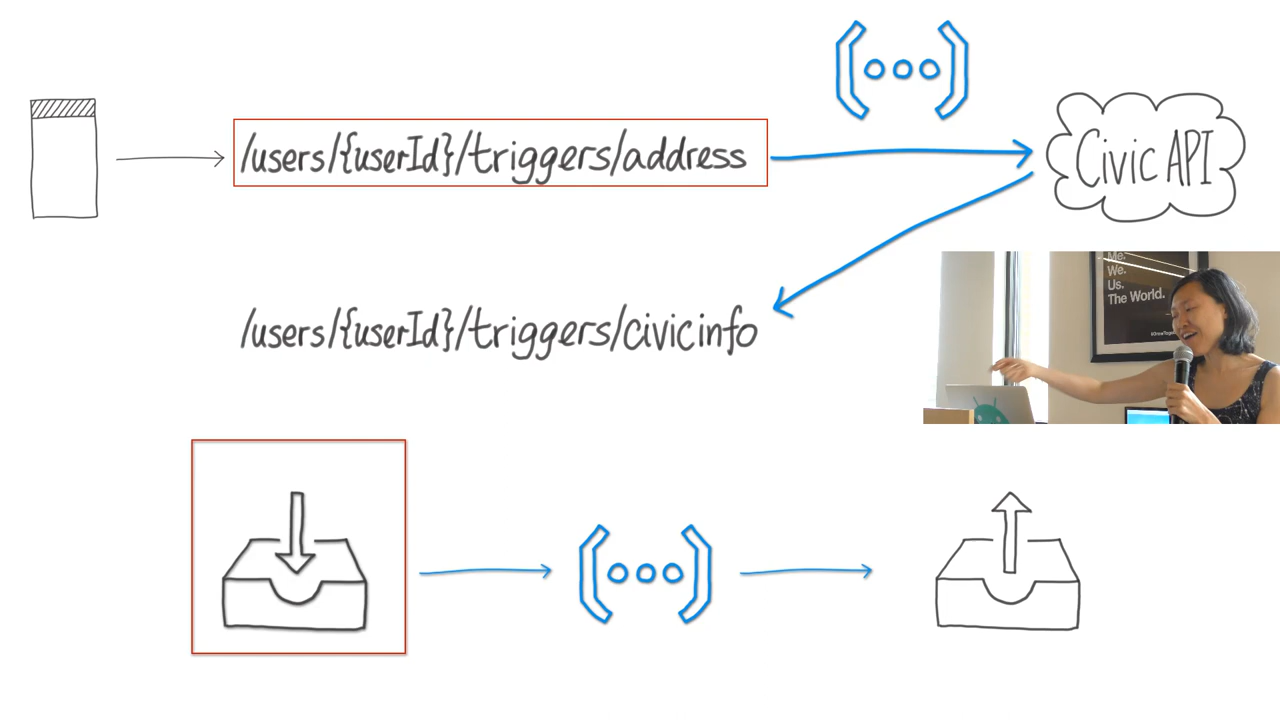 /users/{userId}/triggers/address
Civic API
/users/{userId}/triggers/civicinfo
Me.
We.
Us.
The World.